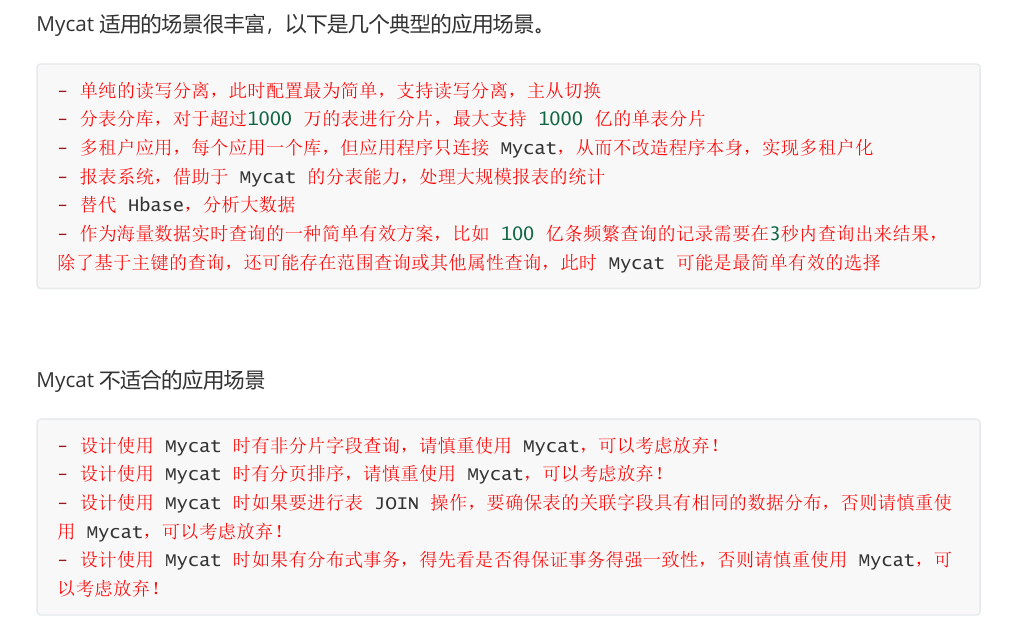 Mycat 适用的场景很丰富，以下是几个典型的应用场景。
- 单纯的读写分离，此时配置最为简单，支持读写分离，主从切换
- 分表分库，对于超过1000 万的表进行分片，最大支持 1000 亿的单表分片
- 多租户应用，每个应用一个库，但应用程序只连接 Mycat，从而不改造程序本身，实现多租户化
- 报表系统，借助于 Mycat 的分表能力，处理大规模报表的统计
- 替代 Hbase，分析大数据
- 作为海量数据实时查询的一种简单有效方案，比如 100 亿条频繁查询的记录需要在3秒内查询出来结果，
除了基于主键的查询，还可能存在范围查询或其他属性查询，此时 Mycat 可能是最简单有效的选择
Mycat 不适合的应用场景
- 设计使用 Mycat 时有非分片字段查询，请慎重使用 Mycat，可以考虑放弃！
- 设计使用 Mycat 时有分页排序，请慎重使用 Mycat，可以考虑放弃！
- 设计使用 Mycat 时如果要进行表 JOIN 操作，要确保表的关联字段具有相同的数据分布，否则请慎重使
用 Mycat，可以考虑放弃！
- 设计使用 Mycat 时如果有分布式事务，得先看是否得保证事务得强一致性，否则请慎重使用 Mycat，可
以考虑放弃！